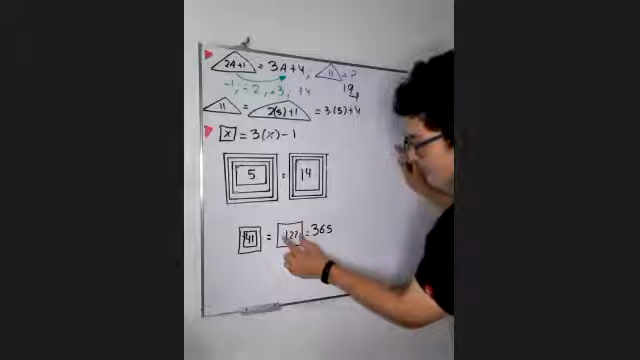 2A+1 = 3A+4, 11 = ?
-1, ÷2, ×3, +4 19
11 = 2(5)+1 = 3(5)+4
x = 3(x)-1
5 = 14
41 = 122 = 365